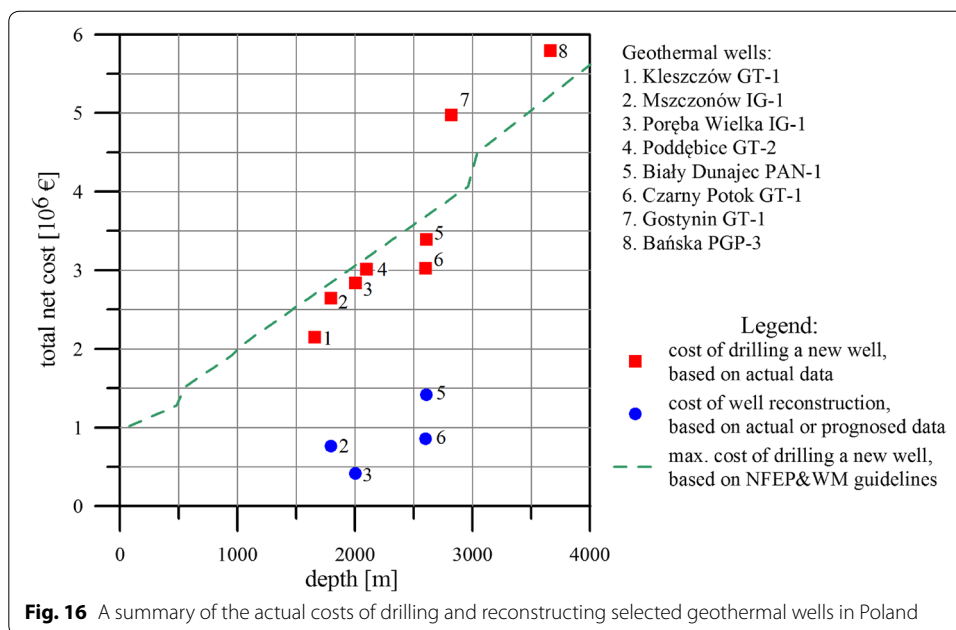 6
5
4
3
2
1
0
total net cost [10⁶ €]
0
1000
2000
3000
4000
depth [m]
8
7
5
6
4
3
2
1
5
6
2
3
Geothermal wells:
1. Kleszczów GT-1
2. Mszczonów IG-1
3. Poręba Wielka IG-1
4. Poddębice GT-2
5. Biały Dunajec PAN-1
6. Czarny Potok GT-1
7. Gostynin GT-1
8. Bańska PGP-3
Legend:
cost of drilling a new well,
based on actual data
cost of well reconstruction,
based on actual or prognosed data
max. cost of drilling a new well,
based on NFEP&WM guidelines
Fig. 16 A summary of the actual costs of drilling and reconstructing selected geothermal wells in Poland